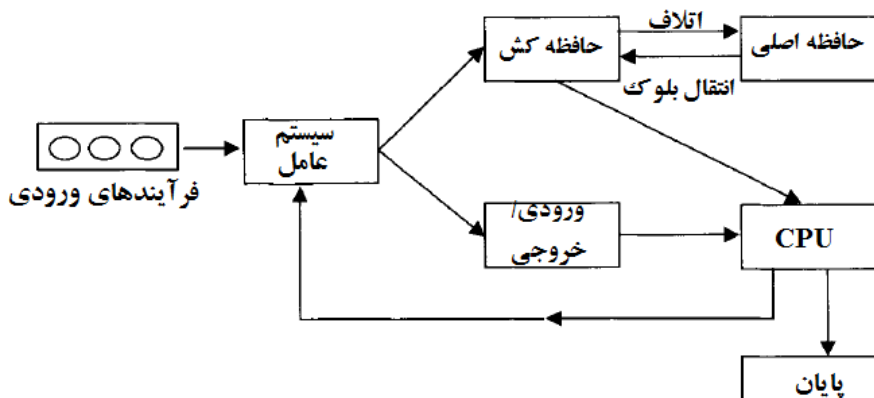 اتلاف
حافظه کش
حافظه اصلی
انتقال بلوک
سیستم
عامل
فرآیندهای ورودی
ورودی/
خروجی
CPU
پایان